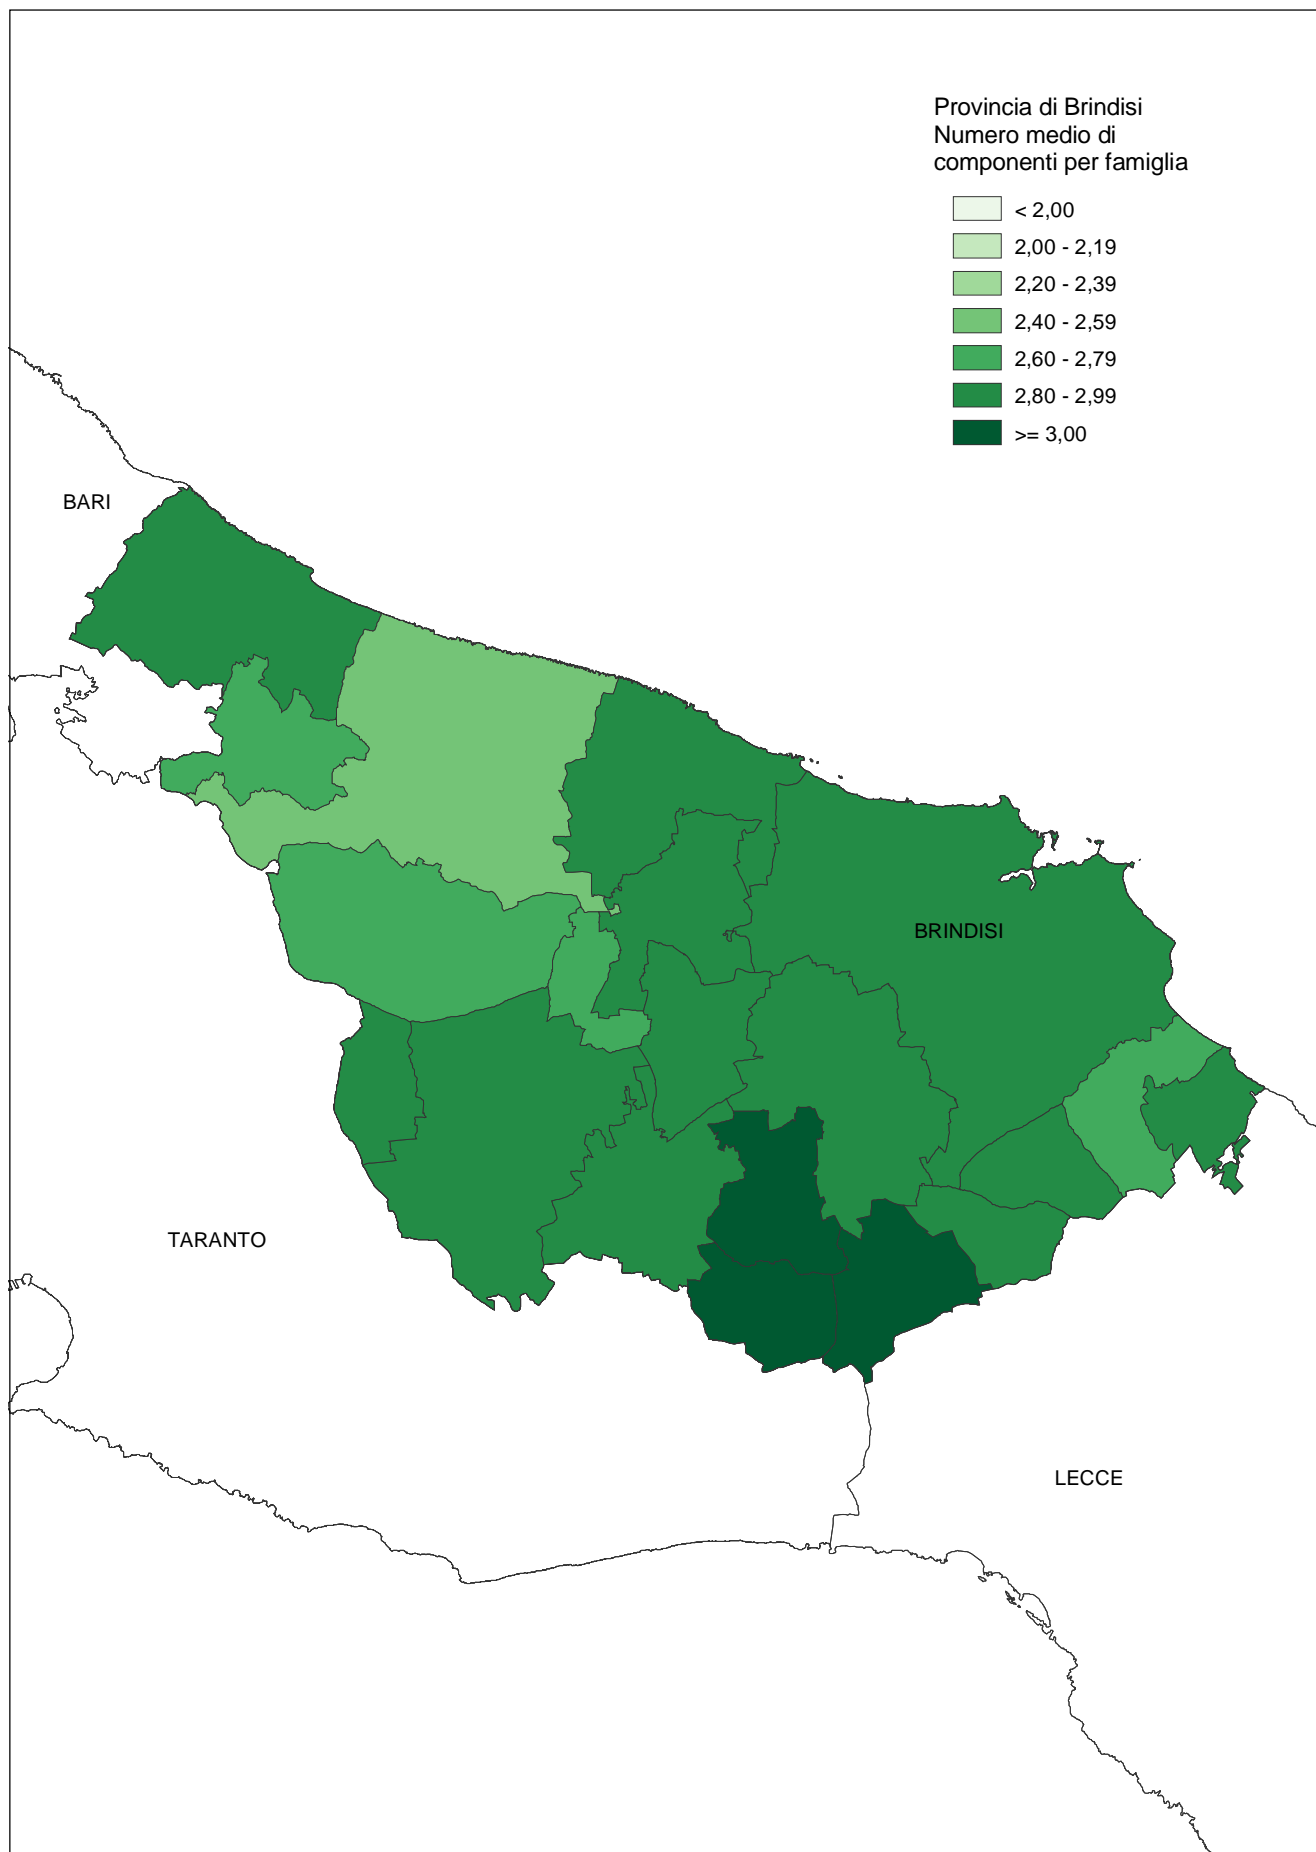 Provincia di Brindisi
Numero medio di
componenti per famiglia
< 2,00
2,00 - 2,19
2,20 - 2,39
2,40 - 2,59
2,60 - 2,79
2,80 - 2,99
>= 3,00
BARI
BRINDISI
TARANTO
LECCE